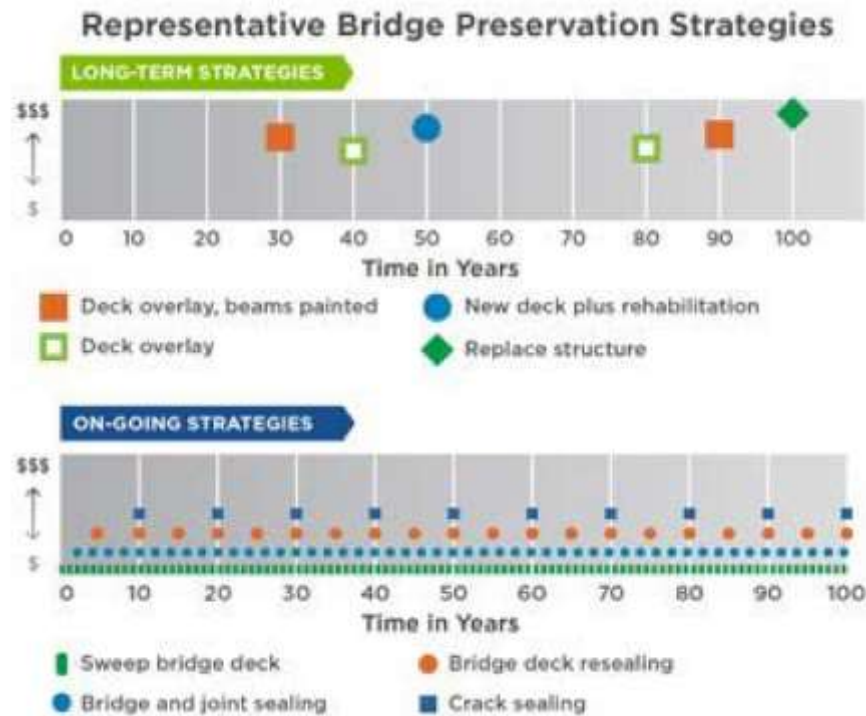 Representative Bridge Preservation Strategies
LONG-TERM STRATEGIES
$$$
$
0 10 20 30 40 50 60 70 80 90 100
Time in Years
Deck overlay, beams painted
New deck plus rehabilitation
Deck overlay
Replace structure
ON-GOING STRATEGIES
$$$
$
0 10 20 30 40 50 60 70 80 90 100
Time in Years
Sweep bridge deck
Bridge deck resealing
Bridge and joint sealing
Crack sealing